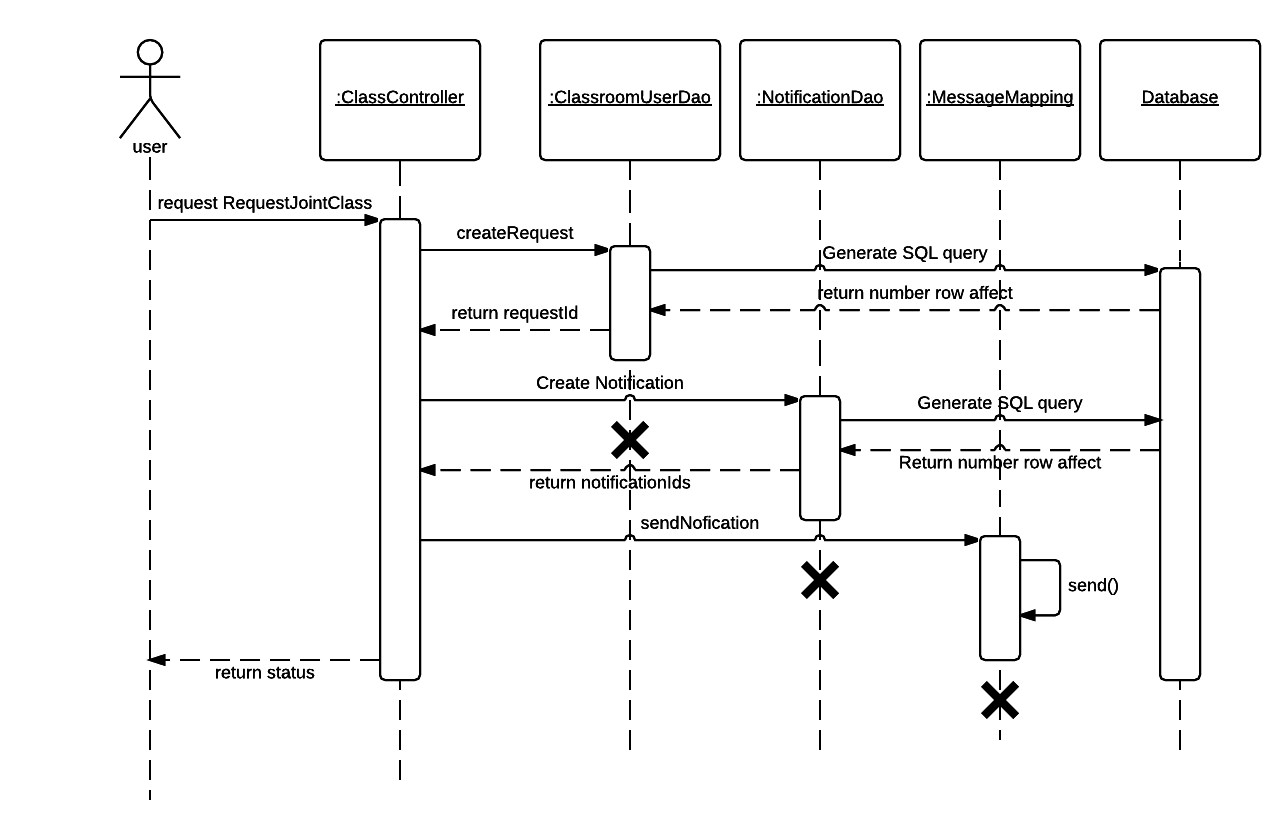 :ClassController
:ClassroomUserDao
:NotificationDao
:MessageMapping
Database
user
request RequestJointClass
createRequest
Generate SQL query
return number row affect
return requestId
Create Notification
Generate SQL query
Return number row affect
return notificationIds
sendNofication
send()
return status